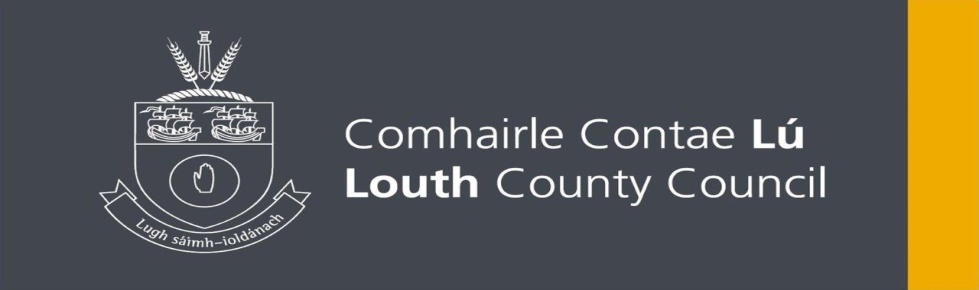 Lugh sáimh-ioldánach
Comhairle Contae Lú
Louth County Council